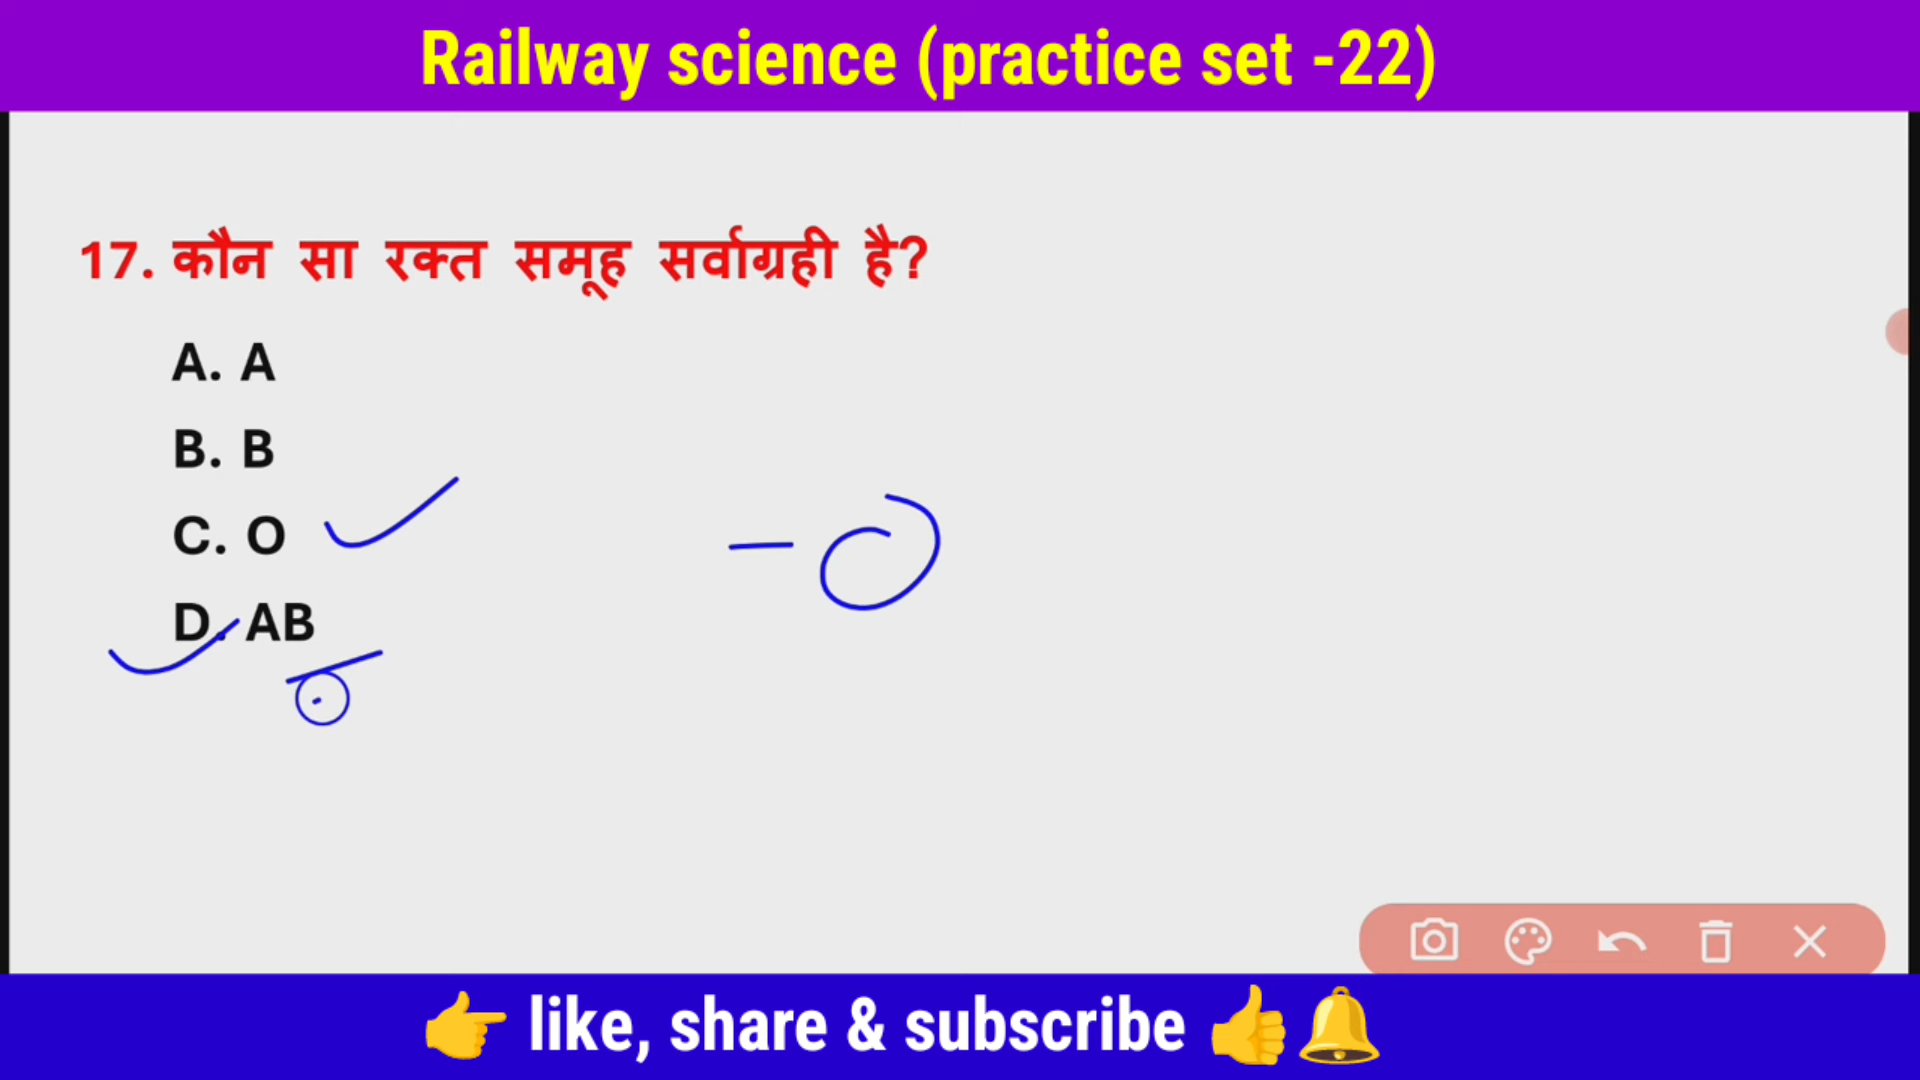 Railway science (practice set -22)
17. कौन सा रक्त समूह सर्वाग्रही है?
A. A
B. B
C. O
D. AB
- O
👉 like, share & subscribe 👍🔔